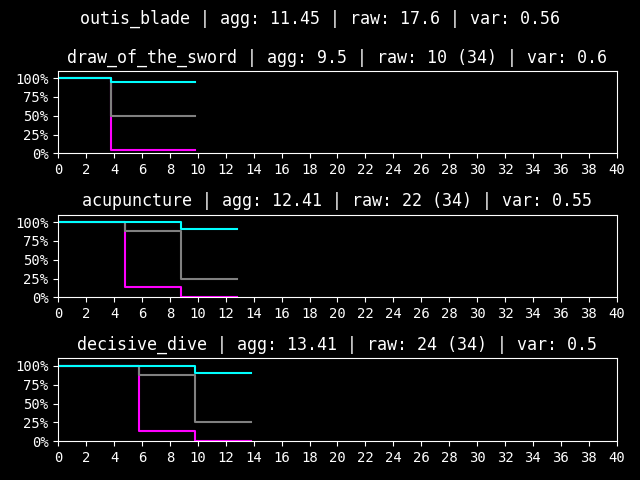 outis_blade | agg: 11.45 | raw: 17.6 | var: 0.56
draw_of_the_sword | agg: 9.5 | raw: 10 (34) | var: 0.6
100%
75%
50%
25%
0%
0 2 4 6 8 10 12 14 16 18 20 22 24 26 28 30 32 34 36 38 40
acupuncture | agg: 12.41 | raw: 22 (34) | var: 0.55
100%
75%
50%
25%
0%
0 2 4 6 8 10 12 14 16 18 20 22 24 26 28 30 32 34 36 38 40
decisive_dive | agg: 13.41 | raw: 24 (34) | var: 0.5
100%
75%
50%
25%
0%
0 2 4 6 8 10 12 14 16 18 20 22 24 26 28 30 32 34 36 38 40